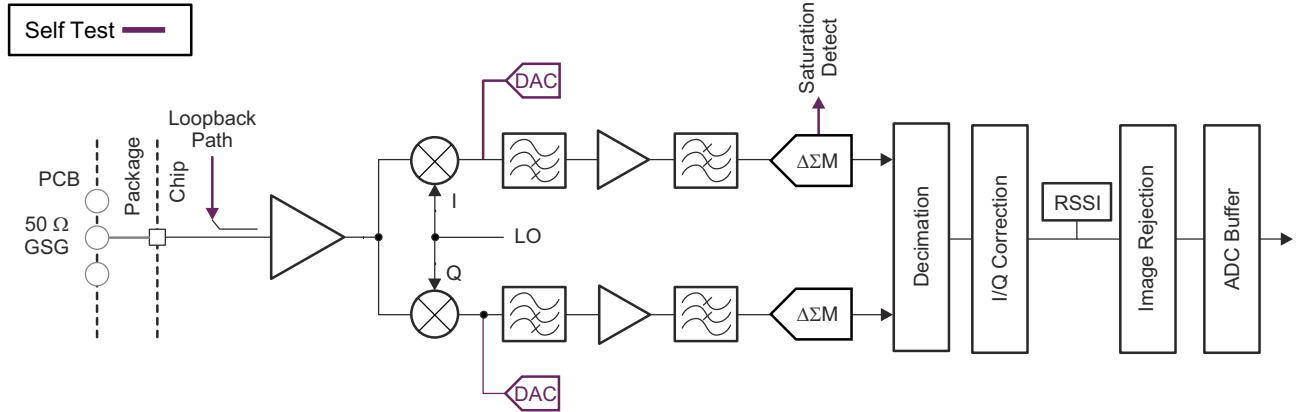 Self Test
Saturation
Detect
DAC
Loopback
Path
PCB
Package
Chip
50 Ω
GSG
I
LO
Q
ΔΣM
ΔΣM
DAC
Decimation
I/Q Correction
RSSI
Image Rejection
ADC Buffer